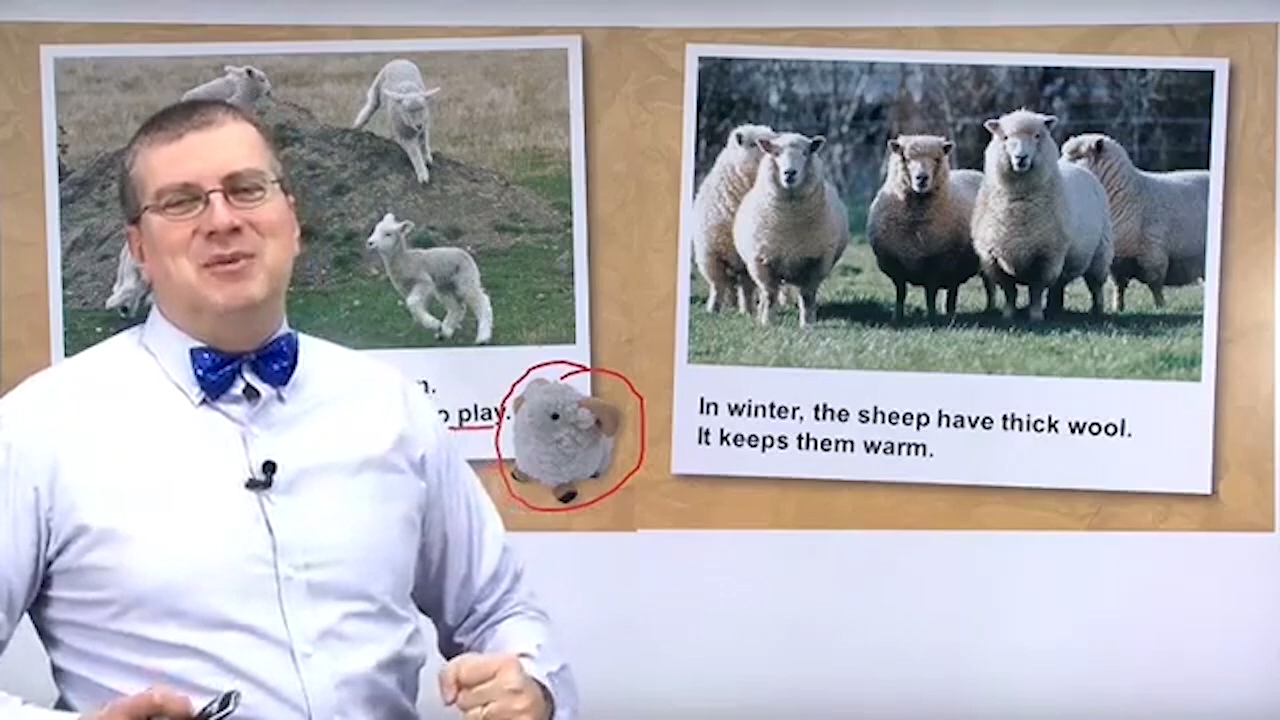 play.
In winter, the sheep have thick wool.
It keeps them warm.